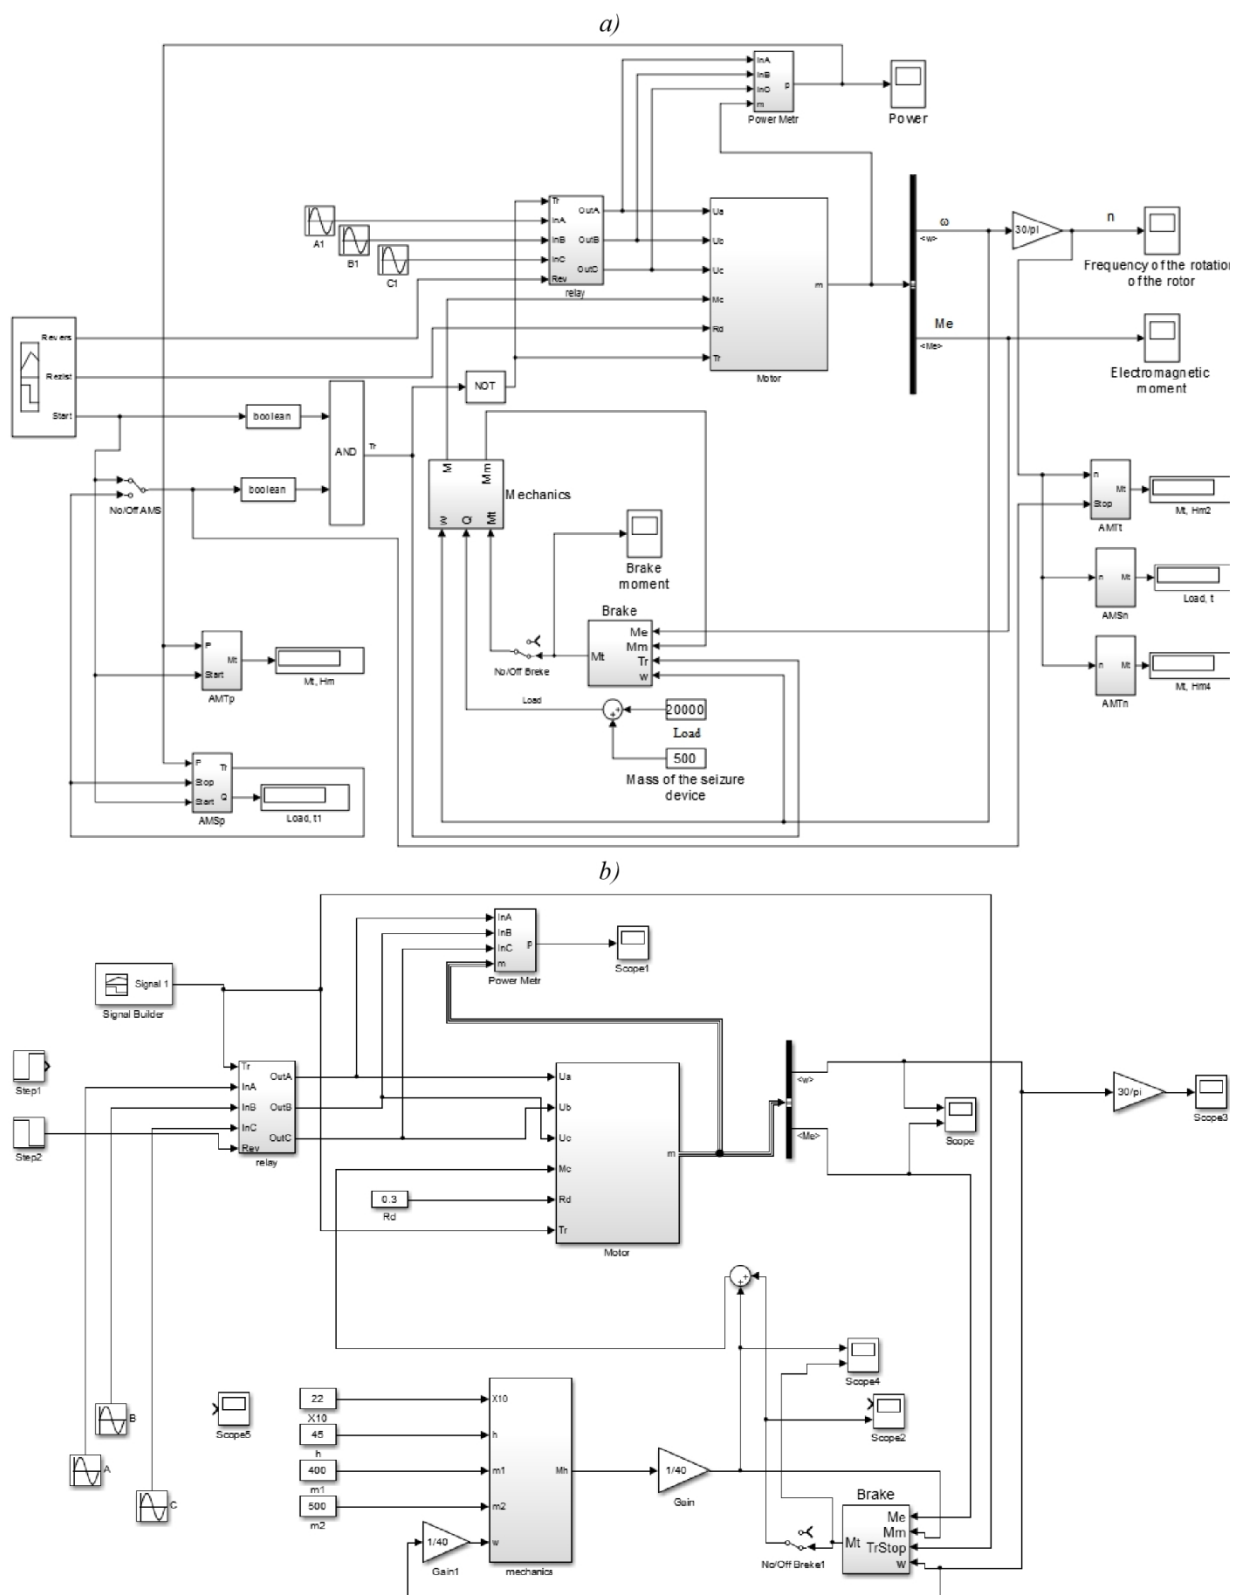 a)
InA
InB
InC
m
p
Power Metr
Power
Tr
InA
InB
InC
Rev
OutA
OutB
OutC
relay
A1
B1
C1
Ua
Ub
Uc
Mc
Rd
Tr
m
Motor
ω
<w>
30/pi
n
Frequency of the rotation
of the rotor
Me
<Me>
Electromagnetic
moment
Revers
Rezist
Start
boolean
boolean
AND
Tr
NOT
No/Off AMS
M
Mm
w
Q
Mt
Mechanics
Brake
moment
Brake
Me
Mm
Tr
w
Mt
No/Off Breke
Load
20000
Load
500
Mass of the seizure
device
n
Stop
Mt
AMTt
Mt, Hm2
n
Mt
AMSn
Load, t
n
Mt
AMTn
Mt, Hm4
P
Start
Mt
AMTp
Mt, Hm
P
Stop
Start
Tr
Q
AMSp
Load, t1
b)
InA
InB
InC
m
p
Power Metr
Scope1
Signal 1
Signal Builder
Step1
Step2
Tr
InA
InB
InC
Rev
OutA
OutB
OutC
relay
Ua
Ub
Uc
Mc
Rd
Tr
m
Motor
0.3
Rd
<w>
<Me>
Scope
30/pi
Scope3
Scope4
Scope2
Scope5
B
A
C
22
X10
45
h
400
m1
500
m2
X10
h
m1
m2
w
Mh
mechanics
1/40
Gain1
1/40
Gain
Brake
Me
Mm
TrStop
w
Mt
No/Off Breke1